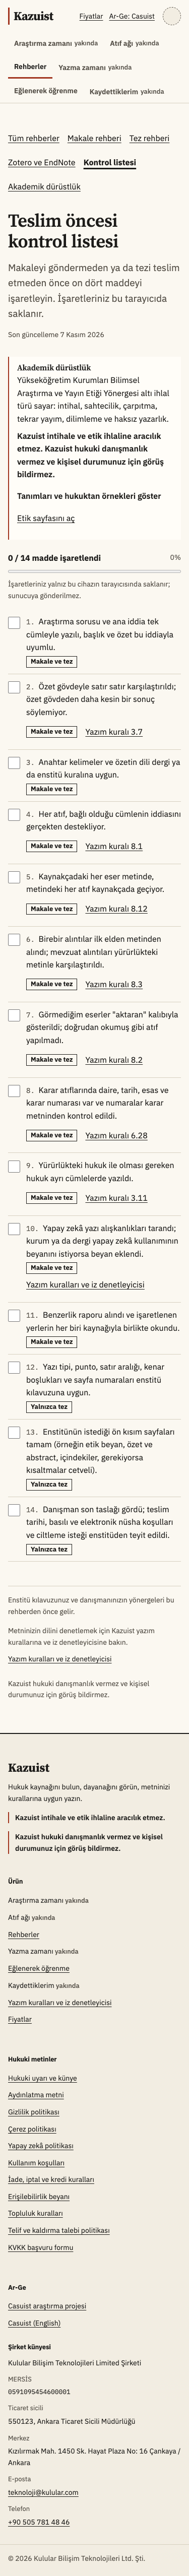 Kazuist
Fiyatlar Ar-Ge: Casuist
Araştırma zamanı yakında Atıf ağı yakında
Rehberler Yazma zamanı yakında
Eğlenerek öğrenme Kaydettiklerim yakında
Tüm rehberler Makale rehberi Tez rehberi
Zotero ve EndNote Kontrol listesi
Akademik dürüstlük
Teslim öncesi
kontrol listesi
Makaleyi göndermeden ya da tezi teslim
etmeden önce on dört maddeyi
işaretleyin. İşaretleriniz bu tarayıcıda
saklanır.
Son güncelleme 7 Kasım 2026
Akademik dürüstlük
Yükseköğretim Kurumları Bilimsel
Araştırma ve Yayın Etiği Yönergesi altı ihlal
türü sayar: intihal, sahtecilik, çarpıtma,
tekrar yayım, dilimleme ve haksız yazarlık.
Kazuist intihale ve etik ihlaline aracılık
etmez. Kazuist hukuki danışmanlık
vermez ve kişisel durumunuz için görüş
bildirmez.
Tanımları ve hukuktan örnekleri göster
Etik sayfasını aç
0 / 14 madde işaretlendi 0%
İşaretleriniz yalnız bu cihazın tarayıcısında saklanır;
sunucuya gönderilmez.
1. Araştırma sorusu ve ana iddia tek
cümleyle yazılı, başlık ve özet bu iddiayla
uyumlu.
Makale ve tez
2. Özet gövdeyle satır satır karşılaştırıldı;
özet gövdeden daha kesin bir sonuç
söylemiyor.
Makale ve tez Yazım kuralı 3.7
3. Anahtar kelimeler ve özetin dili dergi ya
da enstitü kuralına uygun.
Makale ve tez
4. Her atıf, bağlı olduğu cümlenin iddiasını
gerçekten destekliyor.
Makale ve tez Yazım kuralı 8.1
5. Kaynakçadaki her eser metinde,
metindeki her atıf kaynakçada geçiyor.
Makale ve tez Yazım kuralı 8.12
6. Birebir alıntılar ilk elden metinden
alındı; mevzuat alıntıları yürürlükteki
metinle karşılaştırıldı.
Makale ve tez Yazım kuralı 8.3
7. Görmediğim eserler "aktaran" kalıbıyla
gösterildi; doğrudan okumuş gibi atıf
yapılmadı.
Makale ve tez Yazım kuralı 8.2
8. Karar atıflarında daire, tarih, esas ve
karar numarası var ve numaralar karar
metninden kontrol edildi.
Makale ve tez Yazım kuralı 6.28
9. Yürürlükteki hukuk ile olması gereken
hukuk ayrı cümlelerde yazıldı.
Makale ve tez Yazım kuralı 3.11
10. Yapay zekâ yazı alışkanlıkları tarandı;
kurum ya da dergi yapay zekâ kullanımının
beyanını istiyorsa beyan eklendi.
Makale ve tez
Yazım kuralları ve iz denetleyicisi
11. Benzerlik raporu alındı ve işaretlenen
yerlerin her biri kaynağıyla birlikte okundu.
Makale ve tez
12. Yazı tipi, punto, satır aralığı, kenar
boşlukları ve sayfa numaraları enstitü
kılavuzuna uygun.
Yalnızca tez
13. Enstitünün istediği ön kısım sayfaları
tamam (örneğin etik beyan, özet ve
abstract, içindekiler, gerekiyorsa
kısaltmalar cetveli).
Yalnızca tez
14. Danışman son taslağı gördü; teslim
tarihi, basılı ve elektronik nüsha koşulları
ve ciltleme isteği enstitüden teyit edildi.
Yalnızca tez
Enstitü kılavuzunuz ve danışmanınızın yönergeleri bu
rehberden önce gelir.
Metninizin dilini denetlemek için Kazuist yazım
kurallarına ve iz denetleyicisine bakın.
Yazım kuralları ve iz denetleyicisi
Kazuist hukuki danışmanlık vermez ve kişisel
durumunuz için görüş bildirmez.
Kazuist
Hukuk kaynağını bulun, dayanağını görün, metninizi
kurallarına uygun yazın.
Kazuist intihale ve etik ihlaline aracılık etmez.
Kazuist hukuki danışmanlık vermez ve kişisel
durumunuz için görüş bildirmez.
Ürün
Araştırma zamanı yakında
Atıf ağı yakında
Rehberler
Yazma zamanı yakında
Eğlenerek öğrenme
Kaydettiklerim yakında
Yazım kuralları ve iz denetleyicisi
Fiyatlar
Hukuki metinler
Hukuki uyarı ve künye
Aydınlatma metni
Gizlilik politikası
Çerez politikası
Yapay zekâ politikası
Kullanım koşulları
İade, iptal ve kredi kuralları
Erişilebilirlik beyanı
Topluluk kuralları
Telif ve kaldırma talebi politikası
KVKK başvuru formu
Ar-Ge
Casuist araştırma projesi
Casuist (English)
Şirket künyesi
Kulular Bilişim Teknolojileri Limited Şirketi
MERSİS
0591095454600001
Ticaret sicili
550123, Ankara Ticaret Sicili Müdürlüğü
Merkez
Kızılırmak Mah. 1450 Sk. Hayat Plaza No: 16 Çankaya /
Ankara
E-posta
teknoloji@kulular.com
Telefon
+90 505 781 48 46
© 2026 Kulular Bilişim Teknolojileri Ltd. Şti.